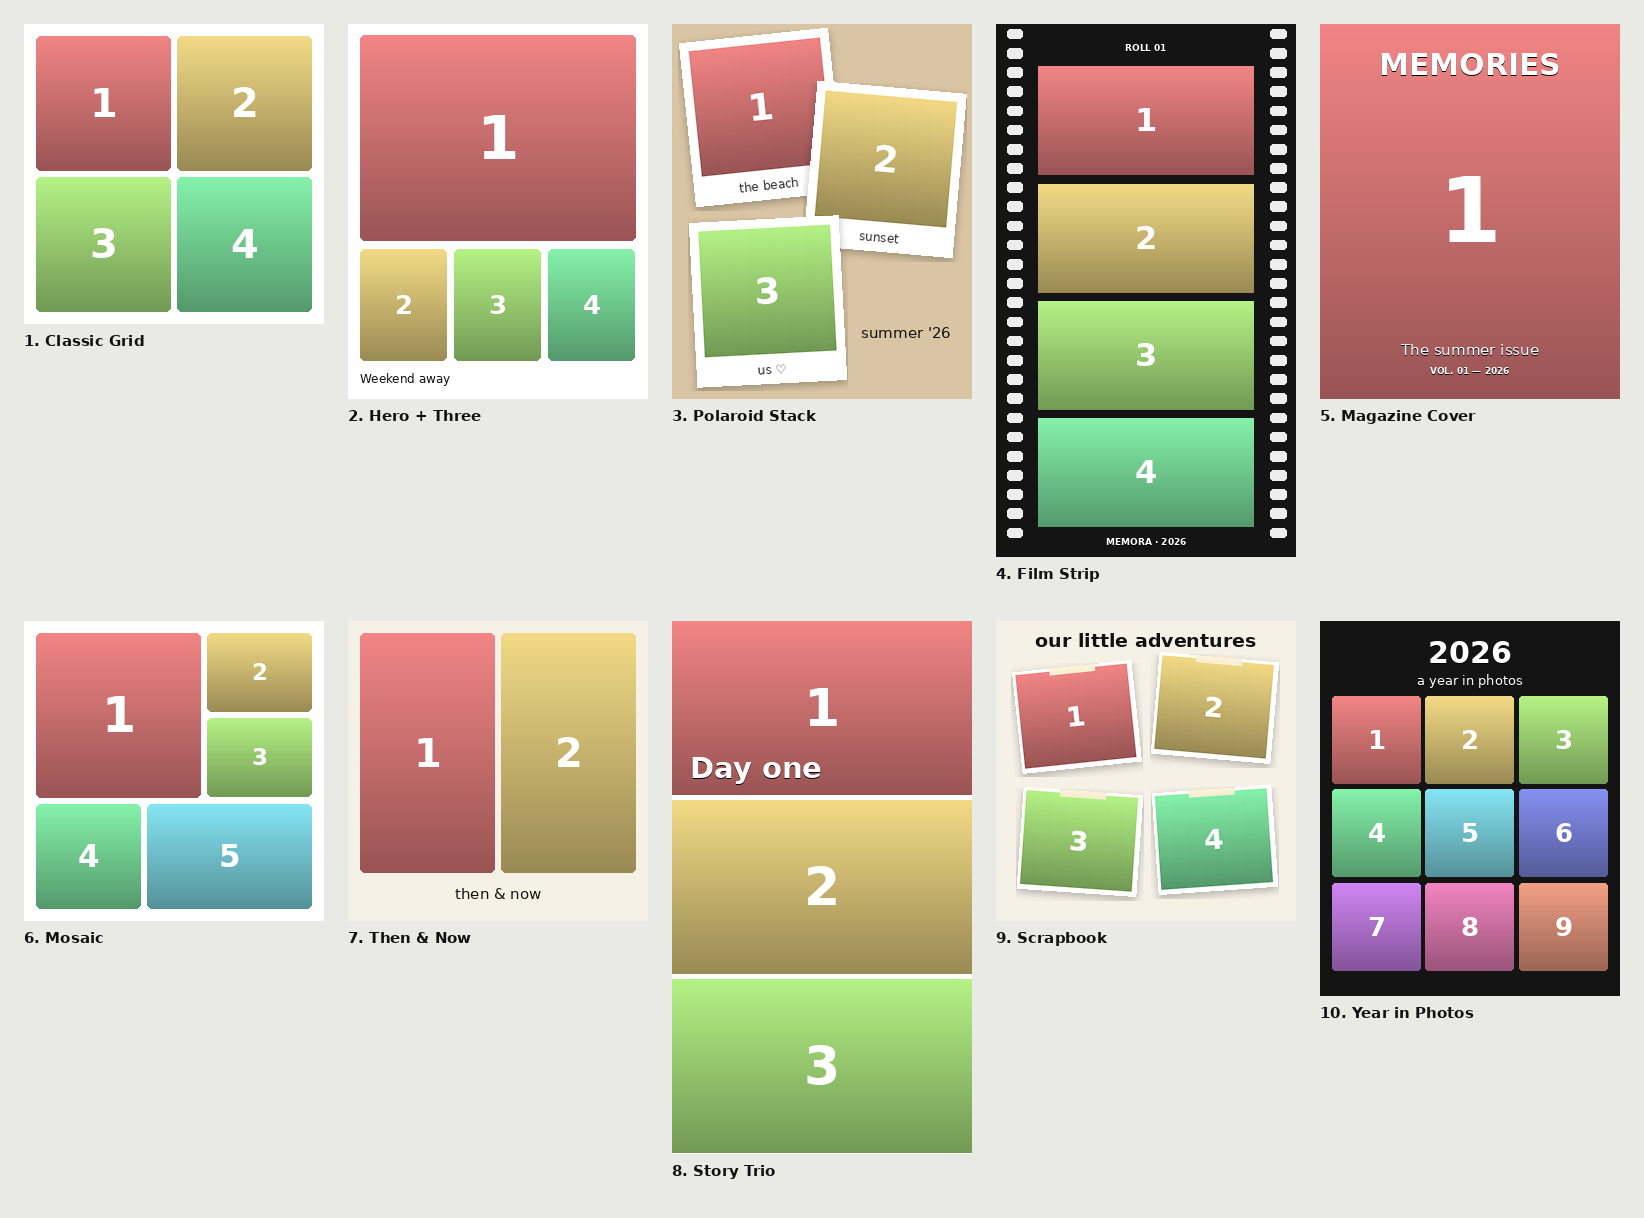 1
2
3
4
1. Classic Grid
1
2
3
4
Weekend away
2. Hero + Three
1
the beach
2
sunset
3
us ♡
summer '26
3. Polaroid Stack
ROLL 01
1
2
3
4
MEMORA · 2026
4. Film Strip
MEMORIES
1
The summer issue
VOL. 01 — 2026
5. Magazine Cover
1
2
3
4
5
6. Mosaic
1
2
then & now
7. Then & Now
1
Day one
2
3
8. Story Trio
our little adventures
1
2
3
4
9. Scrapbook
2026
a year in photos
1
2
3
4
5
6
7
8
9
10. Year in Photos